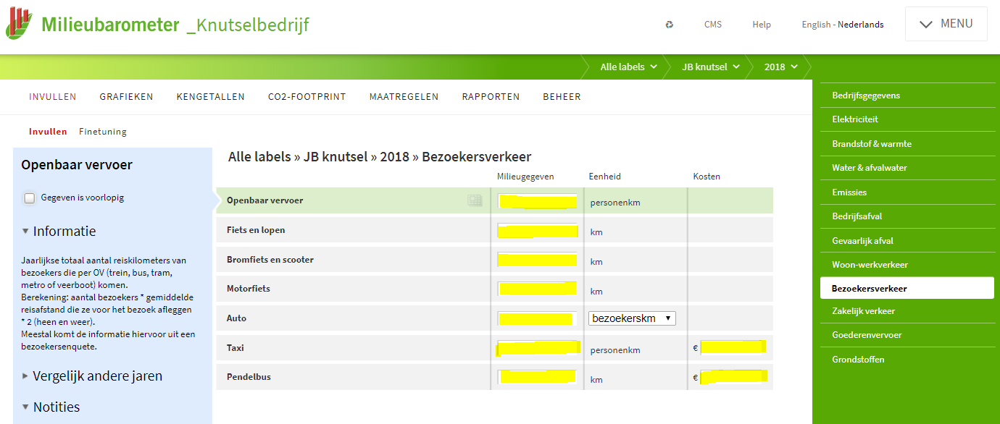 Milieubarometer _Knutselbedrijf
CMS Help English - Nederlands MENU
Alle labels JB knutsel 2018
INVULLEN GRAFIEKEN KENGETALLEN CO2-FOOTPRINT MAATREGELEN RAPPORTEN BEHEER
Invullen Finetuning
Openbaar vervoer
Gegeven is voorlopig
Informatie
Jaarlijkse totaal aantal reiskilometers van
bezoekers die per OV (trein, bus, tram,
metro of veerboot) komen.
Berekening: aantal bezoekers * gemiddelde
reisafstand die ze voor het bezoek afleggen
* 2 (heen en weer).
Meestal komt de informatie hiervoor uit een
bezoekersenquete.
Vergelijk andere jaren
Notities
Alle labels » JB knutsel » 2018 » Bezoekersverkeer
Milieugegeven Eenheid Kosten
Openbaar vervoer personenkm
Fiets en lopen km
Bromfiets en scooter km
Motorfiets km
Auto bezoekerskm
Taxi personenkm €
Pendelbus km €
Bedrijfsgegevens
Elektriciteit
Brandstof & warmte
Water & afvalwater
Emissies
Bedrijfsafval
Gevaarlijk afval
Woon-werkverkeer
Bezoekersverkeer
Zakelijk verkeer
Goederenvervoer
Grondstoffen